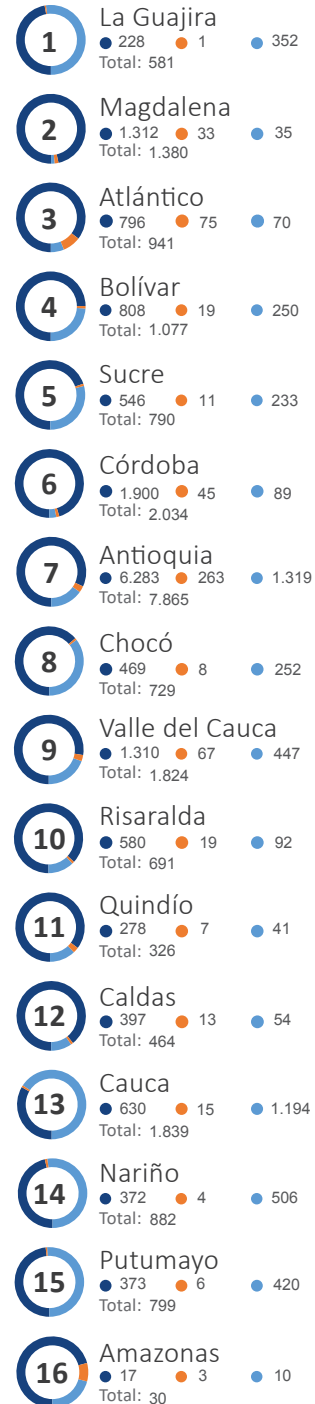 1
La Guajira
228 1 352
Total: 581
2
Magdalena
1.312 33 35
Total: 1.380
3
Atlántico
796 75 70
Total: 941
4
Bolívar
808 19 250
Total: 1.077
5
Sucre
546 11 233
Total: 790
6
Córdoba
1.900 45 89
Total: 2.034
7
Antioquia
6.283 263 1.319
Total: 7.865
8
Chocó
469 8 252
Total: 729
9
Valle del Cauca
1.310 67 447
Total: 1.824
10
Risaralda
580 19 92
Total: 691
11
Quindío
278 7 41
Total: 326
12
Caldas
397 13 54
Total: 464
13
Cauca
630 15 1.194
Total: 1.839
14
Nariño
372 4 506
Total: 882
15
Putumayo
373 6 420
Total: 799
16
Amazonas
17 3 10
Total: 30